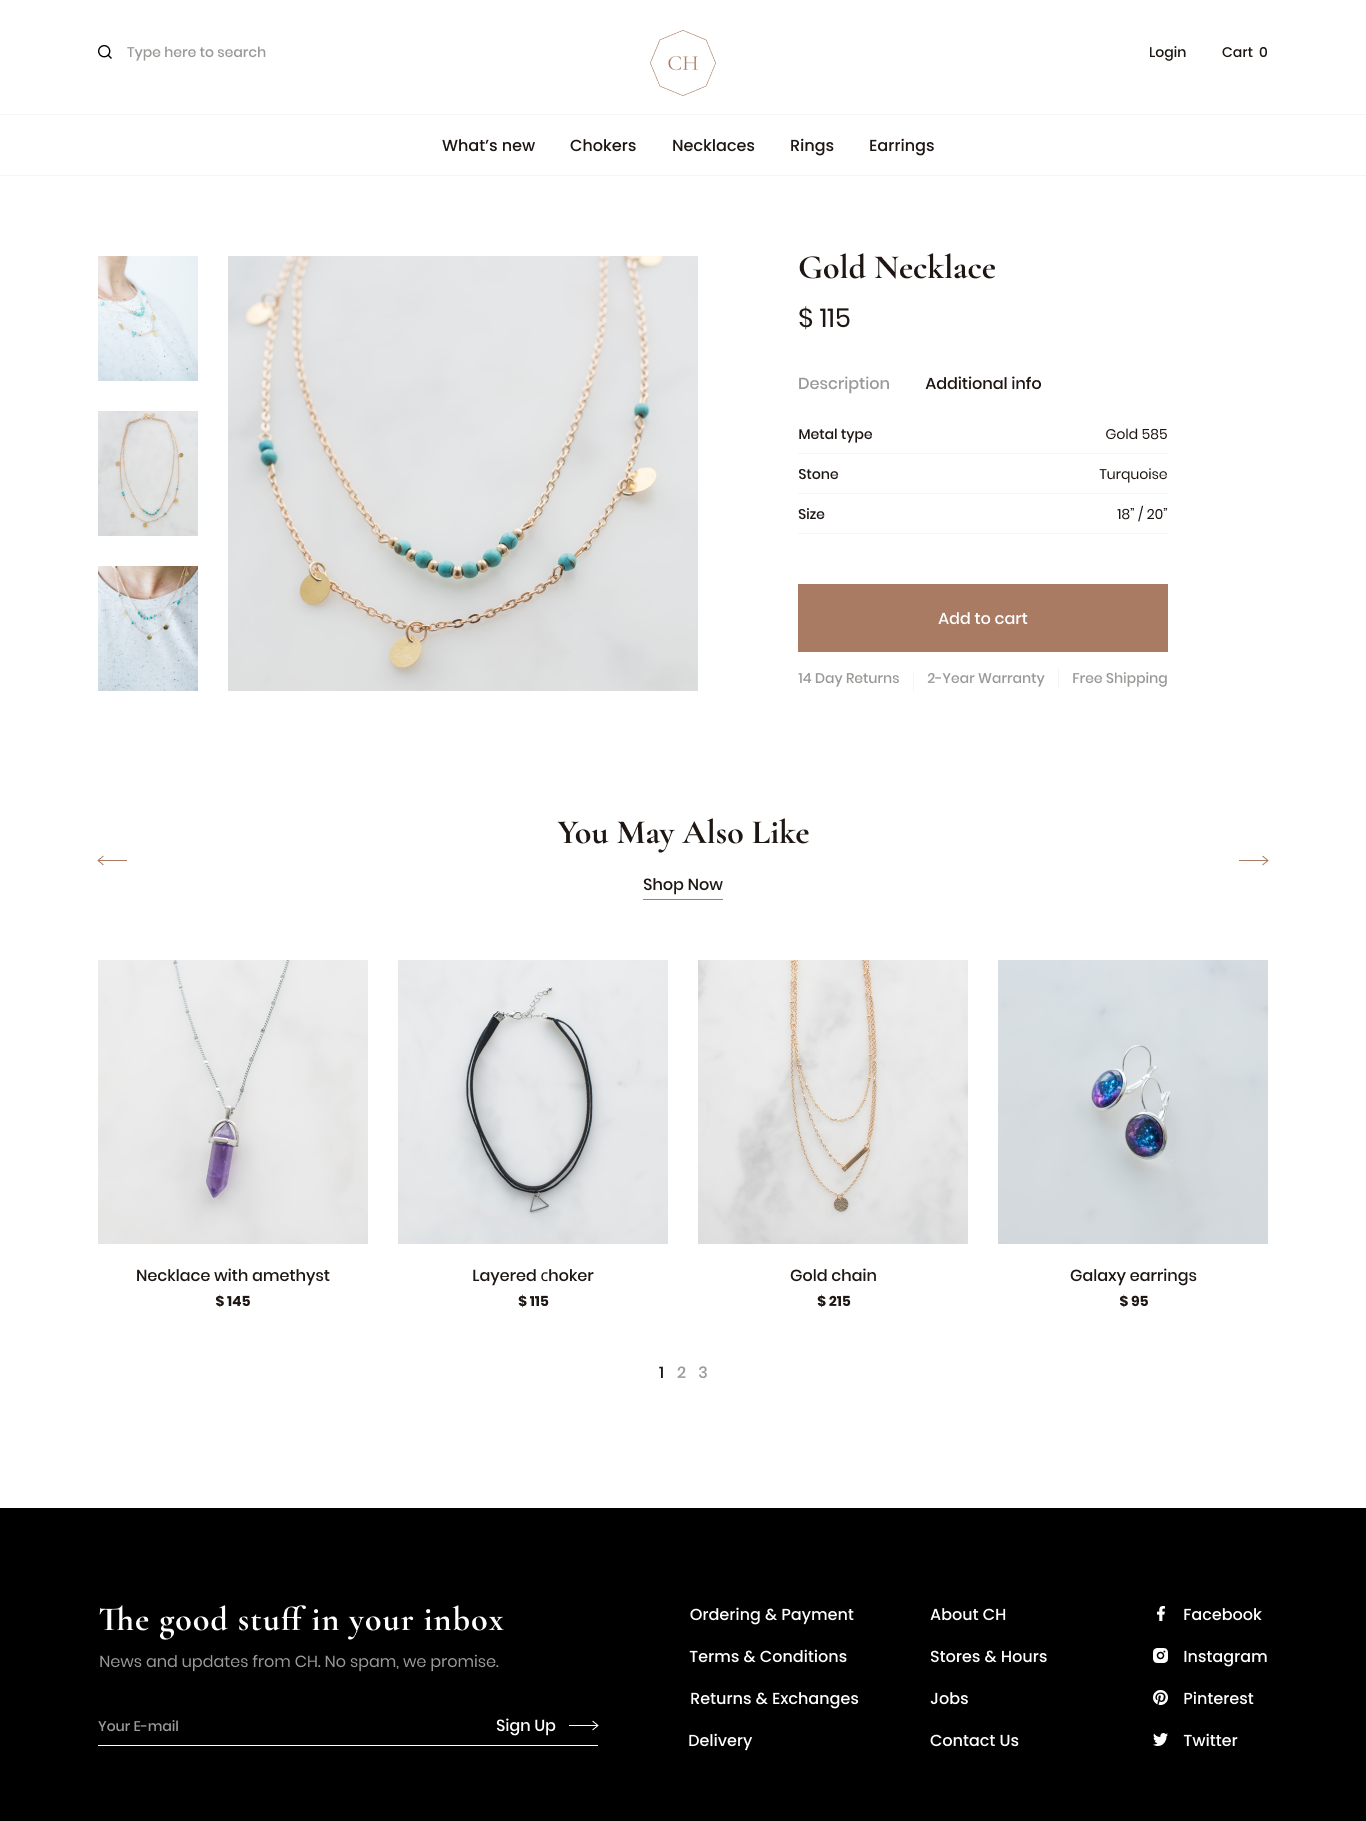 Type here to search
CH
Login
Cart 0
What’s new
Chokers
Necklaces
Rings
Earrings
Gold Necklace
$ 115
Description
Additional info
Metal type
Gold 585
Stone
Turquoise
Size
18” / 20”
Add to cart
14 Day Returns
2-Year Warranty
Free Shipping
You May Also Like
Shop Now
Necklace with amethyst
$ 145
Layered choker
$ 115
Gold chain
$ 215
Galaxy earrings
$ 95
1 2 3
The good stuff in your inbox
News and updates from CH. No spam, we promise.
Your E-mail
Sign Up
Ordering & Payment
Terms & Conditions
Returns & Exchanges
Delivery
About CH
Stores & Hours
Jobs
Contact Us
Facebook
Instagram
Pinterest
Twitter